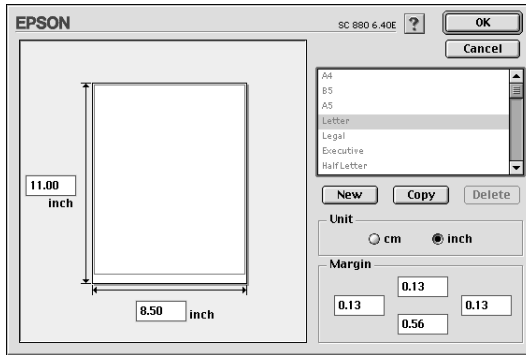 EPSON
SC 880 6.40E
?
OK
Cancel
A4
B5
A5
Letter
Legal
Executive
HalfLetter
New
Copy
Delete
Unit
cm
inch
Margin
0.13
0.13
0.13
0.56
11.00
inch
8.50 inch